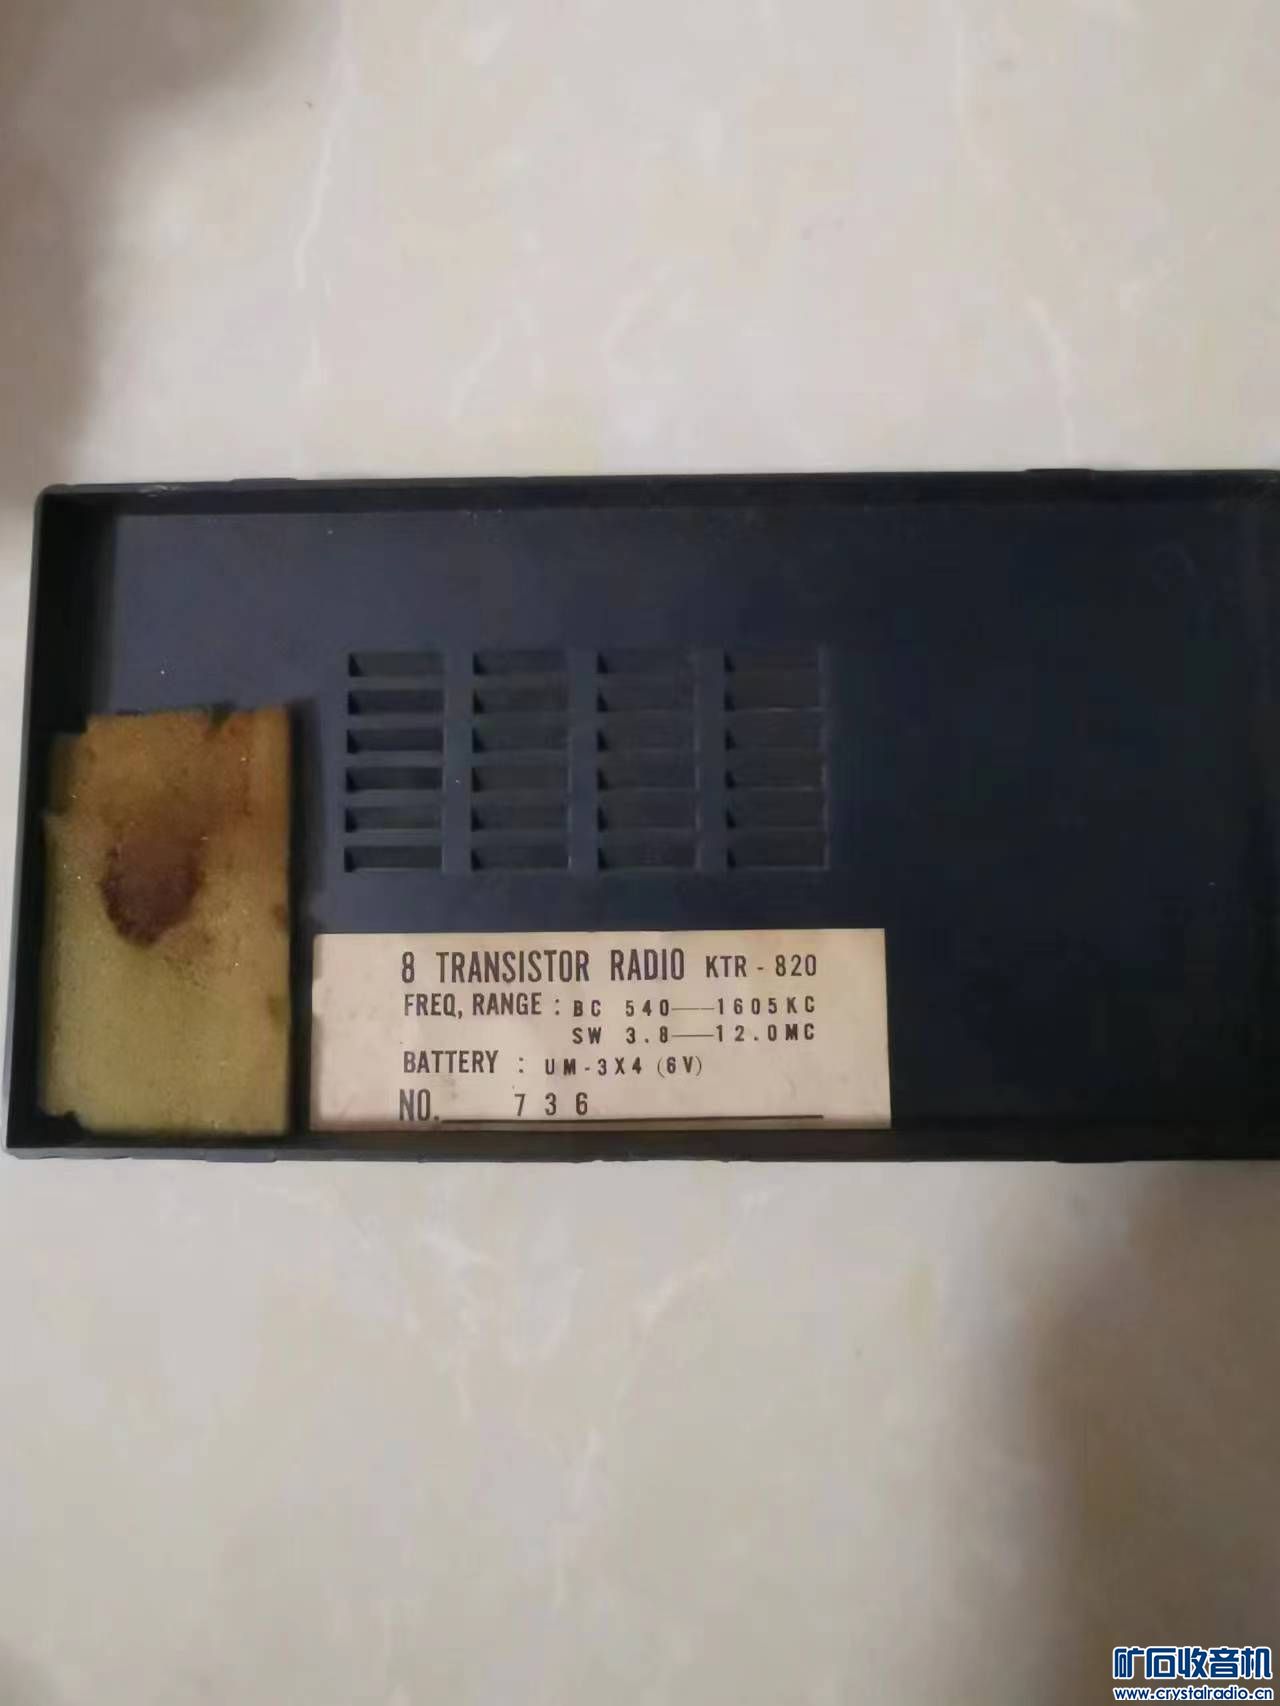 8 TRANSISTOR RADIO KTR - 820
FREQ, RANGE : BC 540——1605KC
SW 3.8——12.0MC
BATTERY : UM-3X4 (6V)
NO. 736
矿石收音机
www.crystalradio.cn